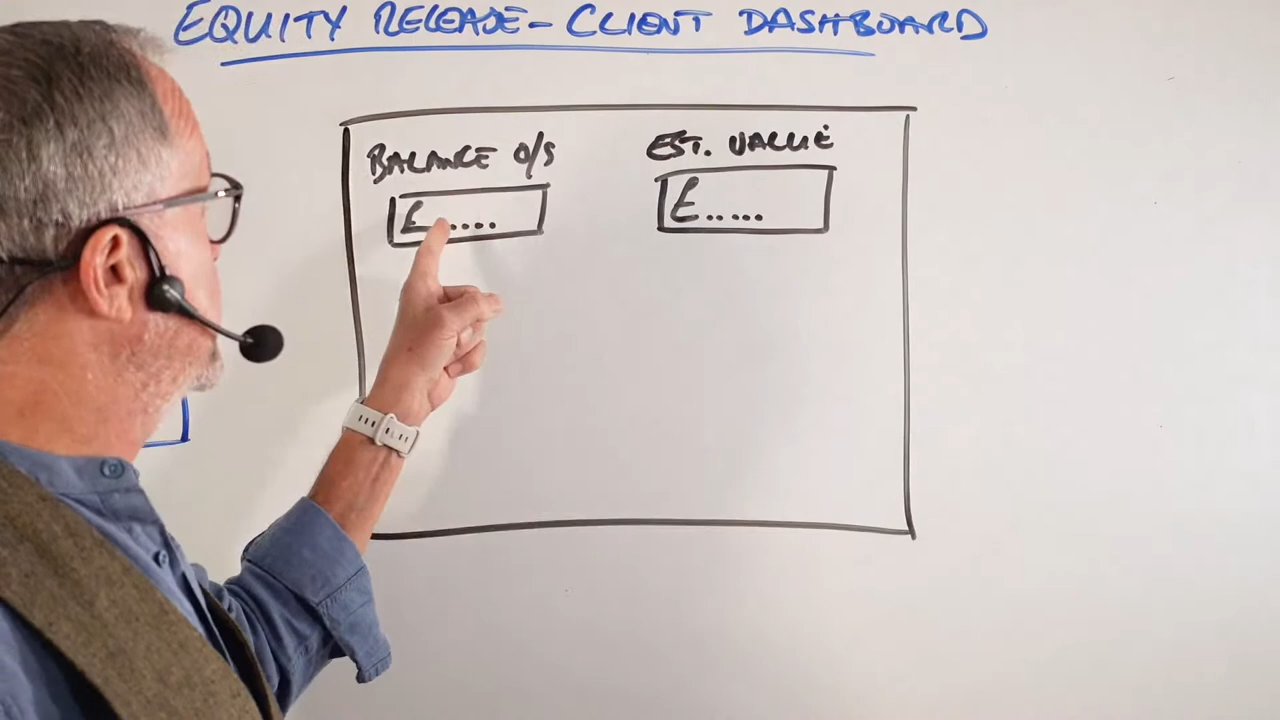 EQUITY RELEASE - CLIENT DASHBOARD
BALANCE O/S
EST. VALUE
£.....
£.....